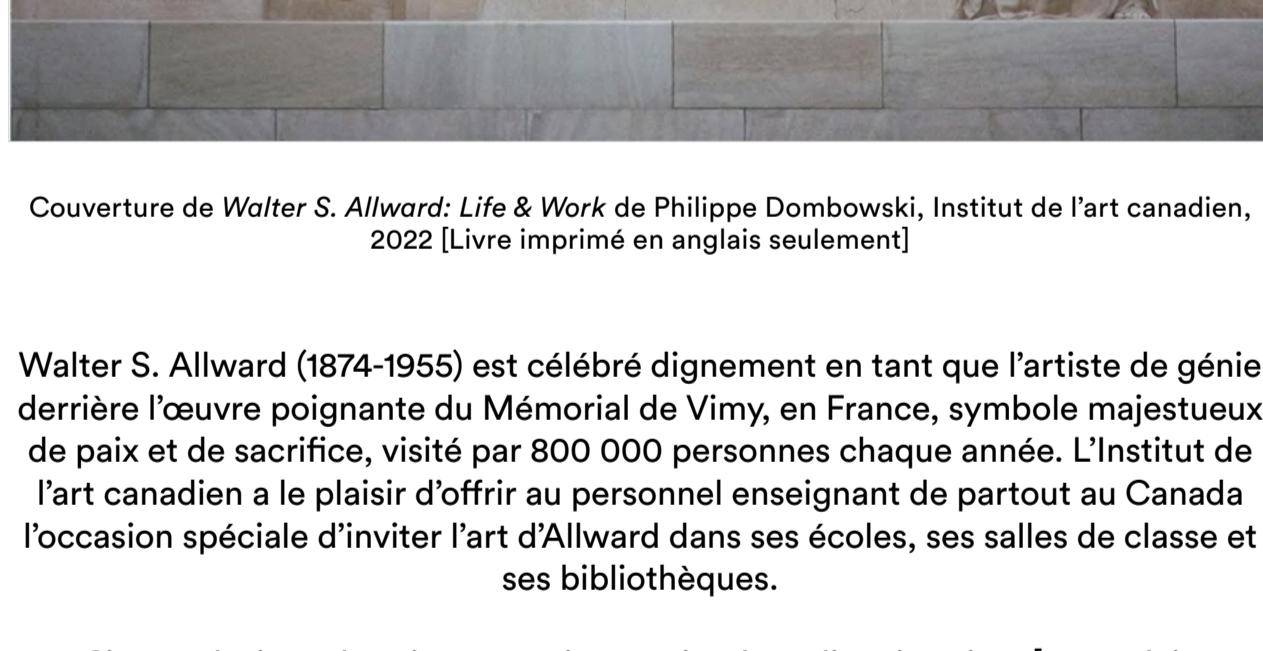 Couverture de Walter S. Allward: Life & Work de Philippe Dombowski, Institut de l’art canadien,
2022 [Livre imprimé en anglais seulement]
Walter S. Allward (1874-1955) est célébré dignement en tant que l’artiste de génie
derrière l’œuvre poignante du Mémorial de Vimy, en France, symbole majestueux
de paix et de sacrifice, visité par 800 000 personnes chaque année. L’Institut de
l’art canadien a le plaisir d’offrir au personnel enseignant de partout au Canada
l’occasion spéciale d’inviter l’art d’Allward dans ses écoles, ses salles de classe et
ses bibliothèques.